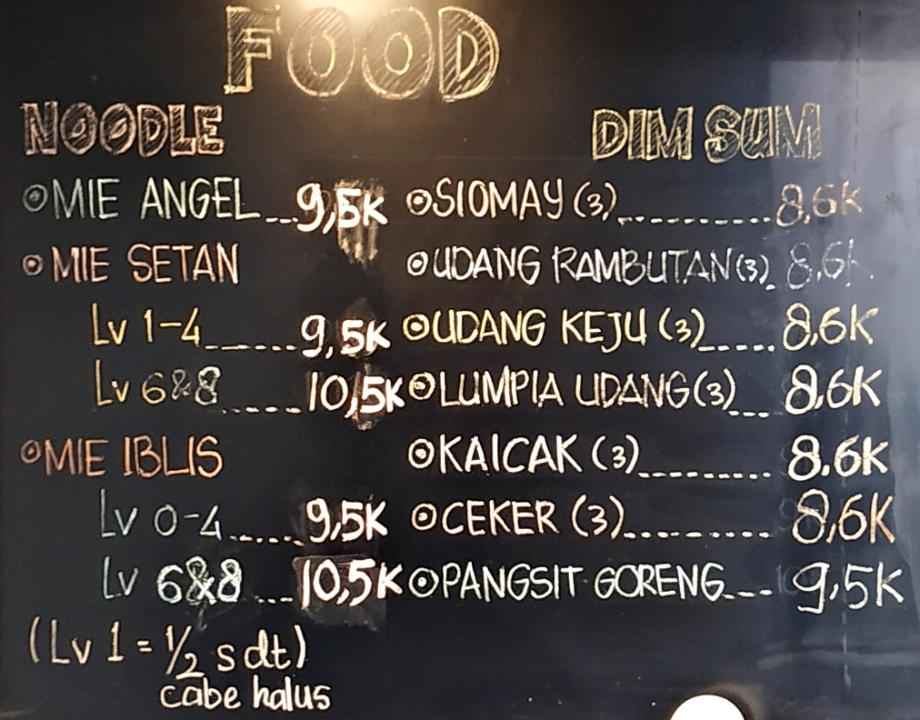 FOOD
NOODLE
MIE ANGEL...9,5K
MIE SETAN
Lv 1-4......9,5K
Lv 6&8.....10,5K
MIE IBLIS
Lv 0-4.....9,5K
Lv 6&8...10,5K
(Lv 1 = 1/2 sdt)
cabe halus
DIM SUM
SIOMAY (3)..........8,6K
UDANG RAMBUTAN (3). 8,6K
UDANG KEJU (3).....8,6K
LUMPIA UDANG (3)...8,6K
KAICAK (3).........8.6K
CEKER (3)..........8,6K
PANGSIT GORENG...9,5K